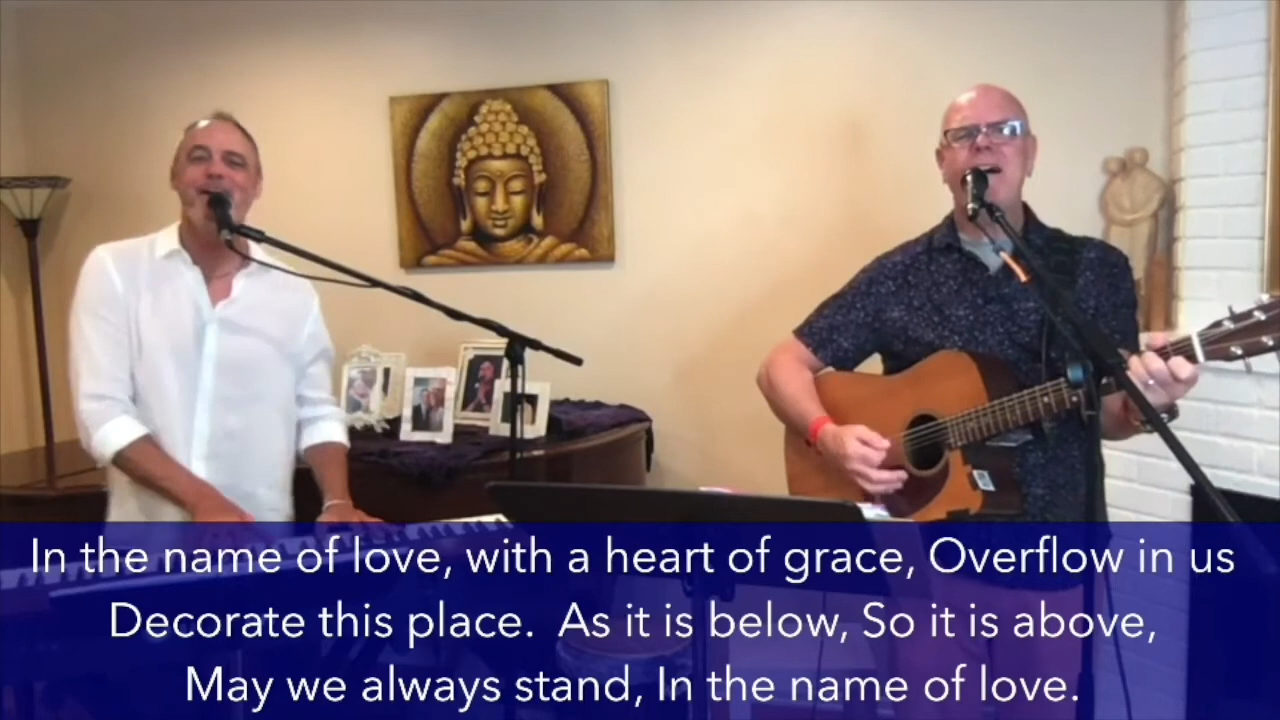 In the name of love, with a heart of grace, Overflow in us
Decorate this place.  As it is below, So it is above,
May we always stand, In the name of love.